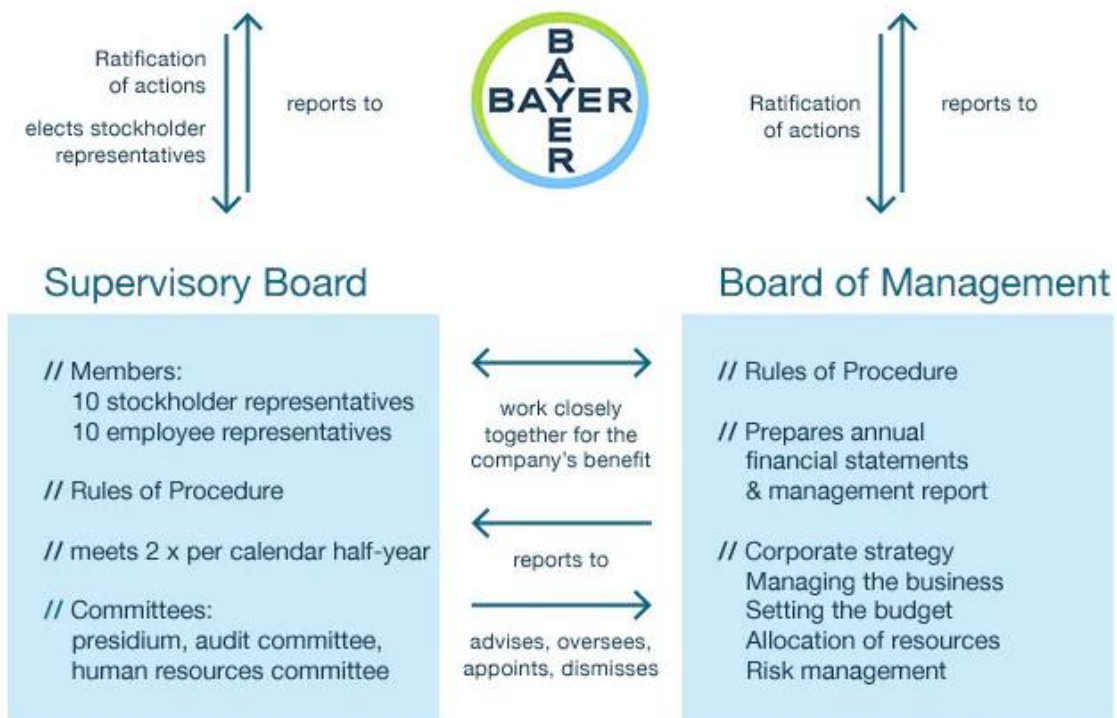 Ratification
of actions
elects stockholder
representatives
reports to
BAYER
BAYER
Ratification
of actions
reports to
Supervisory Board
// Members:
10 stockholder representatives
10 employee representatives
// Rules of Procedure
// meets 2 x per calendar half-year
// Committees:
presidium, audit committee,
human resources committee
work closely
together for the
company's benefit
reports to
advises, oversees,
appoints, dismisses
Board of Management
// Rules of Procedure
// Prepares annual
financial statements
& management report
// Corporate strategy
Managing the business
Setting the budget
Allocation of resources
Risk management